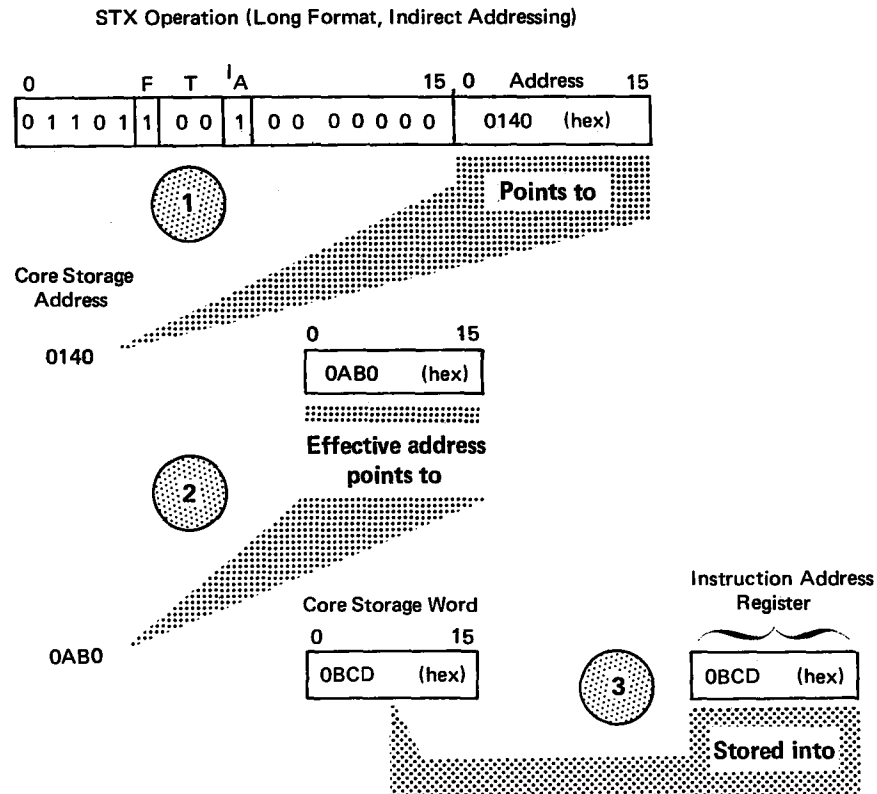 STX Operation (Long Format, Indirect Addressing)
0 F T IA 15 0 Address 15
0 1 1 0 1 1 0 0 1 0 0 0 0 0 0 0 0140 (hex)
Points to
1
Core Storage
Address
0140
0 15
0AB0 (hex)
Effective address
points to
2
0AB0
Core Storage Word
0 15
0BCD (hex)
3
Instruction Address
Register
0BCD (hex)
Stored into